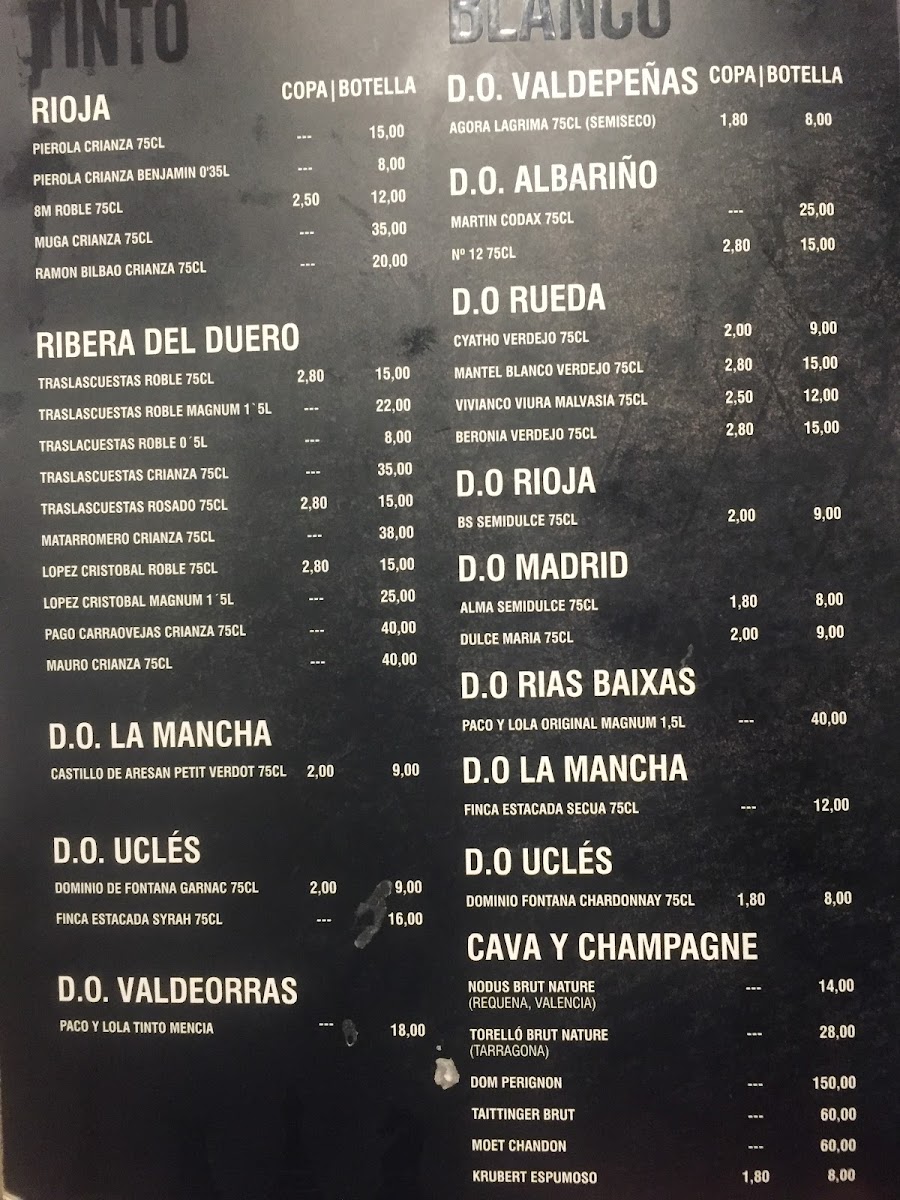 TINTO
RIOJA COPA|BOTELLA
PIEROLA CRIANZA 75CL --- 15,00
PIEROLA CRIANZA BENJAMIN 0'35L --- 8,00
8M ROBLE 75CL 2,50 12,00
MUGA CRIANZA 75CL --- 35,00
RAMON BILBAO CRIANZA 75CL --- 20,00
RIBERA DEL DUERO
TRASLASCUESTAS ROBLE 75CL 2,80 15,00
TRASLASCUESTAS ROBLE MAGNUM 1`5L --- 22,00
TRASLACUESTAS ROBLE 0´5L --- 8,00
TRASLASCUESTAS CRIANZA 75CL --- 35,00
TRASLASCUESTAS ROSADO 75CL 2,80 15,00
MATARROMERO CRIANZA 75CL --- 38,00
LOPEZ CRISTOBAL ROBLE 75CL 2,80 15,00
LOPEZ CRISTOBAL MAGNUM 1´5L --- 25,00
PAGO CARRAOVEJAS CRIANZA 75CL --- 40,00
MAURO CRIANZA 75CL --- 40,00
D.O. LA MANCHA
CASTILLO DE ARESAN PETIT VERDOT 75CL 2,00 9,00
D.O. UCLÉS
DOMINIO DE FONTANA GARNAC 75CL 2,00 9,00
FINCA ESTACADA SYRAH 75CL --- 16,00
D.O. VALDEORRAS
PACO Y LOLA TINTO MENCIA --- 18,00
BLANCO
D.O. VALDEPEÑAS COPA|BOTELLA
AGORA LAGRIMA 75CL (SEMISECO) 1,80 8,00
D.O. ALBARIÑO
MARTIN CODAX 75CL --- 25,00
Nº 12 75CL 2,80 15,00
D.O RUEDA
CYATHO VERDEJO 75CL 2,00 9,00
MANTEL BLANCO VERDEJO 75CL 2,80 15,00
VIVIANCO VIURA MALVASIA 75CL 2,50 12,00
BERONIA VERDEJO 75CL 2,80 15,00
D.O RIOJA
BS SEMIDULCE 75CL 2,00 9,00
D.O MADRID
ALMA SEMIDULCE 75CL 1,80 8,00
DULCE MARIA 75CL 2,00 9,00
D.O RIAS BAIXAS
PACO Y LOLA ORIGINAL MAGNUM 1,5L --- 40,00
D.O LA MANCHA
FINCA ESTACADA SECUA 75CL --- 12,00
D.O UCLÉS
DOMINIO FONTANA CHARDONNAY 75CL 1,80 8,00
CAVA Y CHAMPAGNE
NODUS BRUT NATURE --- 14,00
(REQUENA, VALENCIA)
TORELLÓ BRUT NATURE --- 28,00
(TARRAGONA)
DOM PERIGNON --- 150,00
TAITTINGER BRUT --- 60,00
MOET CHANDON --- 60,00
KRUBERT ESPUMOSO 1,80 8,00